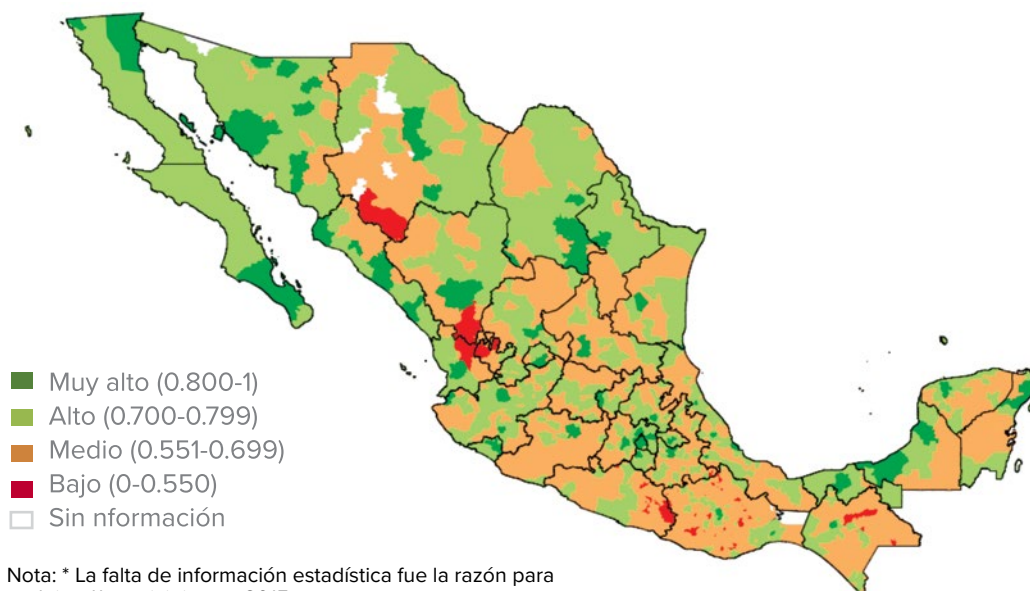 Muy alto (0.800-1)
Alto (0.700-0.799)
Medio (0.551-0.699)
Bajo (0-0.550)
Sin nformación
Nota: * La falta de información estadística fue la razón para